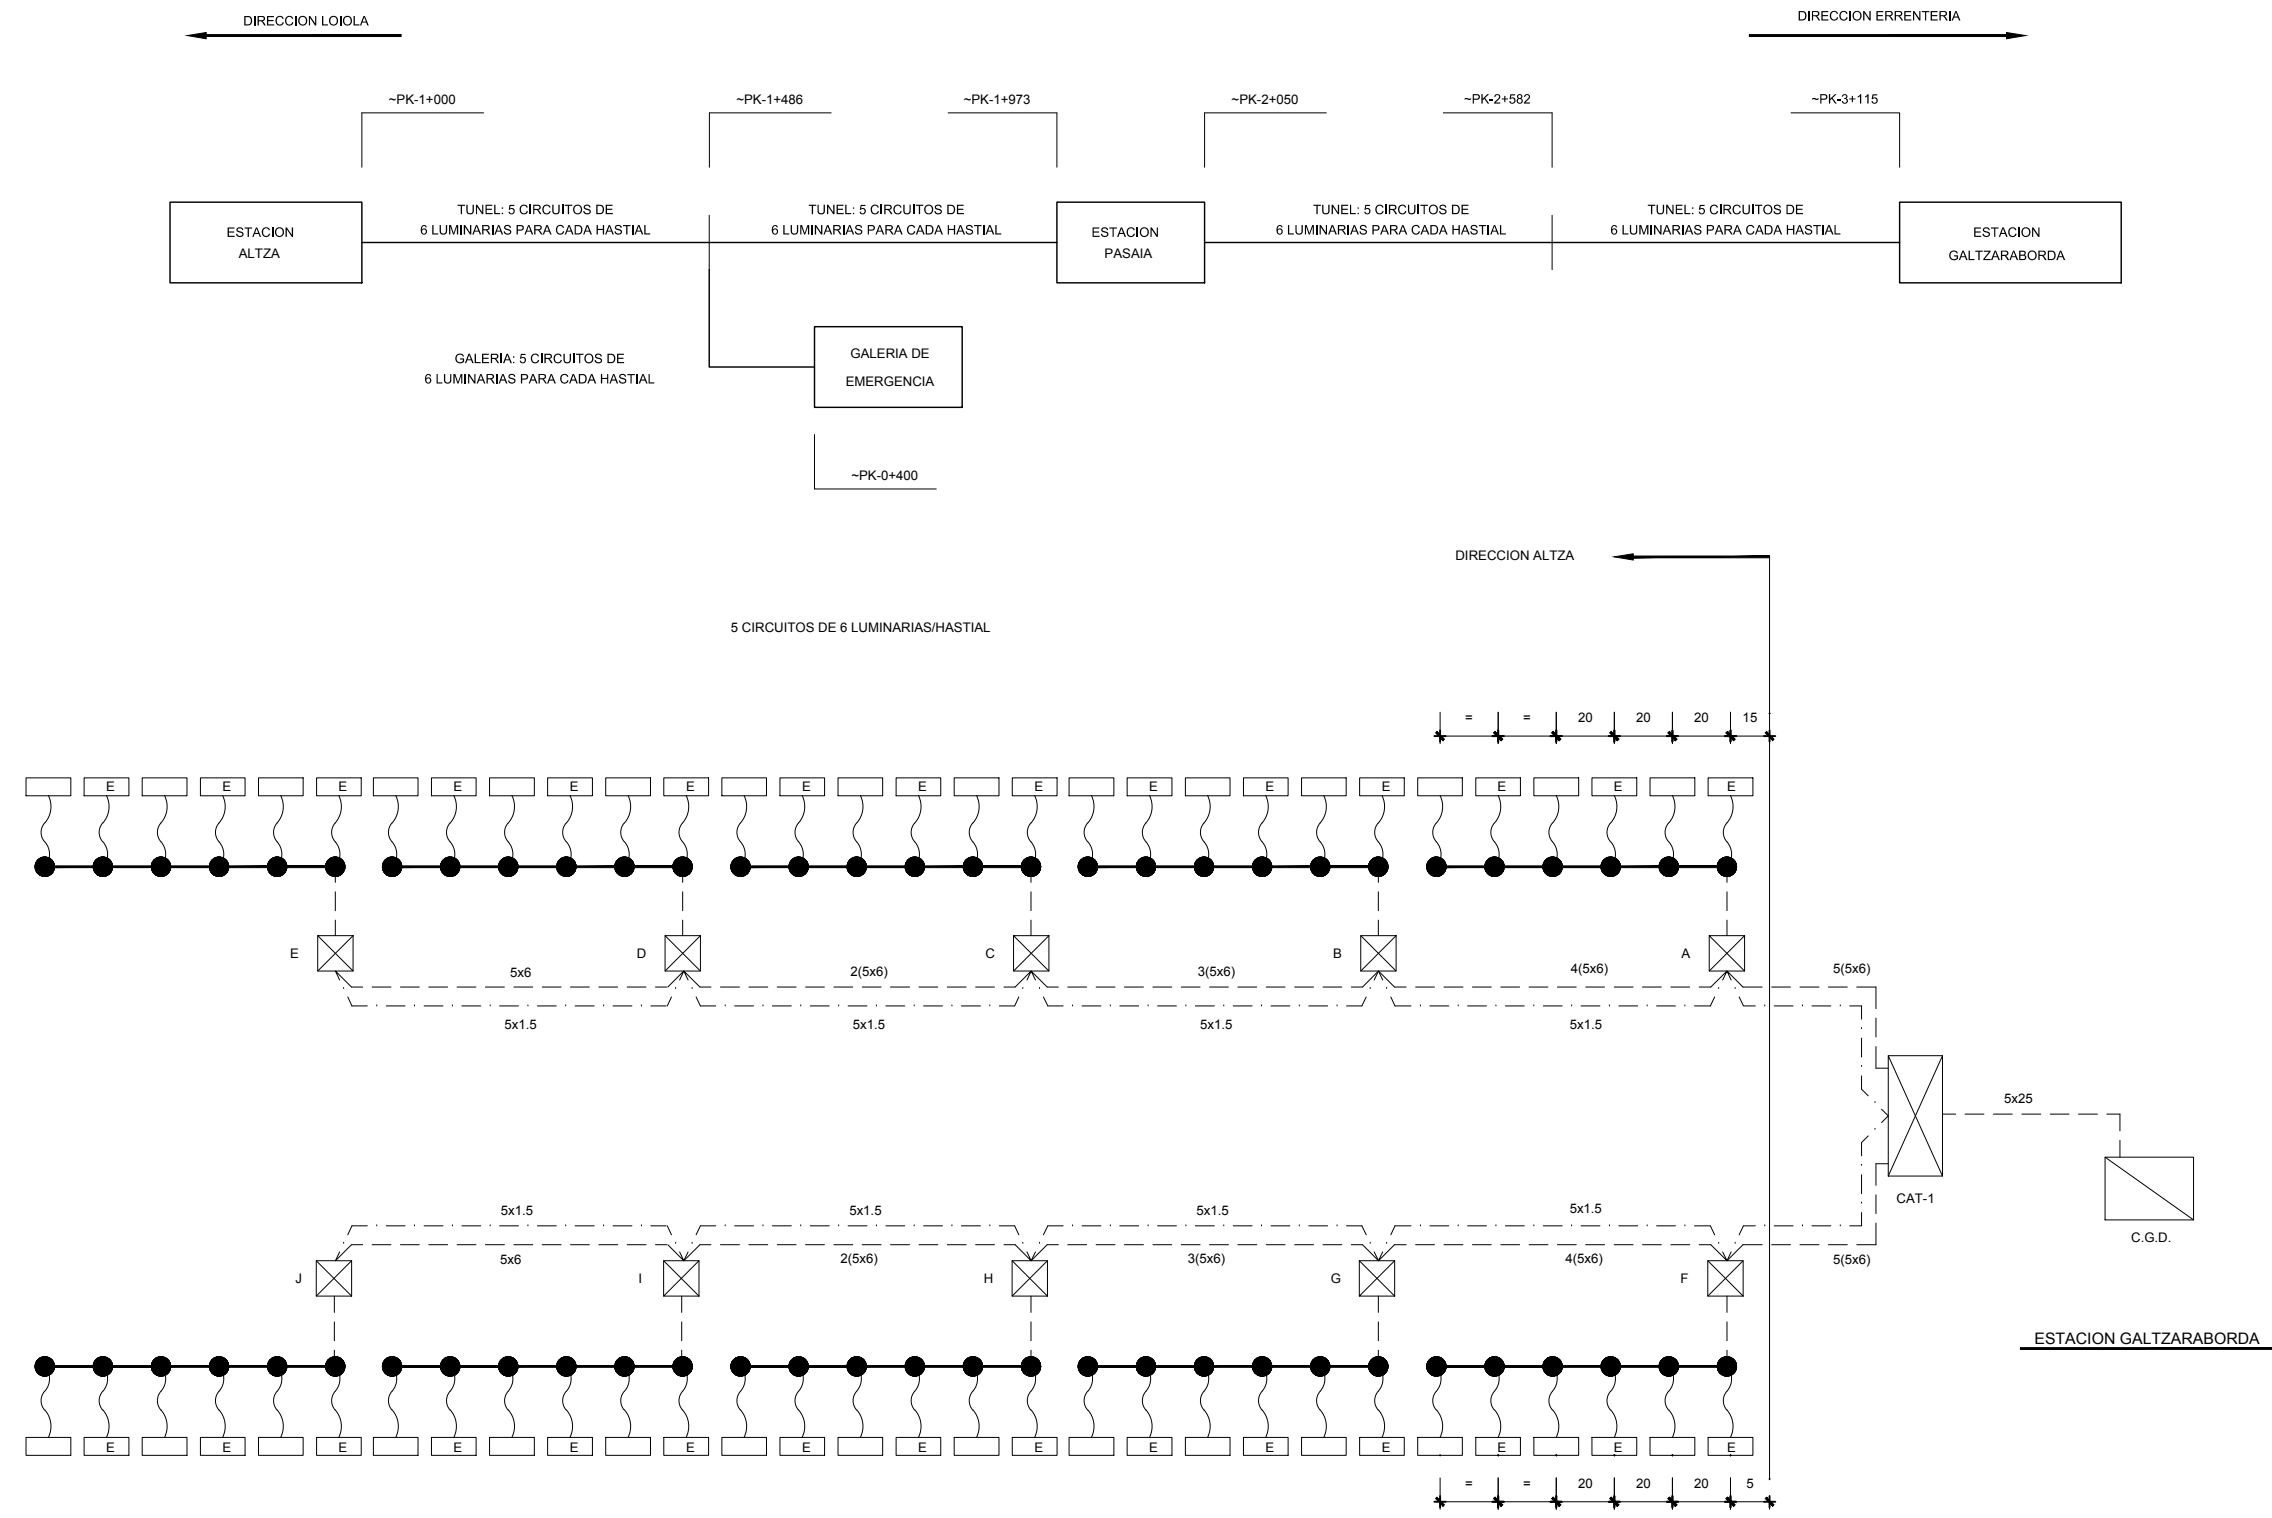 DIRECCION LOIOLA
DIRECCION ERRENTERIA
~PK-1+000
~PK-1+486
~PK-1+973
~PK-2+050
~PK-2+582
~PK-3+115
ESTACION
ALTZA
TUNEL: 5 CIRCUITOS DE
6 LUMINARIAS PARA CADA HASTIAL
TUNEL: 5 CIRCUITOS DE
6 LUMINARIAS PARA CADA HASTIAL
ESTACION
PASAIA
TUNEL: 5 CIRCUITOS DE
6 LUMINARIAS PARA CADA HASTIAL
TUNEL: 5 CIRCUITOS DE
6 LUMINARIAS PARA CADA HASTIAL
ESTACION
GALTZARABORDA
GALERIA: 5 CIRCUITOS DE
6 LUMINARIAS PARA CADA HASTIAL
GALERIA DE
EMERGENCIA
~PK-0+400
DIRECCION ALTZA
5 CIRCUITOS DE 6 LUMINARIAS/HASTIAL
= = 20 20 20 15
E E E E E E E E E E E E E E E
E D C B A
5x6 2(5x6) 3(5x6) 4(5x6) 5(5x6)
5x1.5 5x1.5 5x1.5 5x1.5
5x25
CAT-1
C.G.D.
5x1.5 5x1.5 5x1.5 5x1.5
5x6 2(5x6) 3(5x6) 4(5x6) 5(5x6)
J I H G F
ESTACION GALTZARABORDA
E E E E E E E E E E E E E E E
= = 20 20 20 5